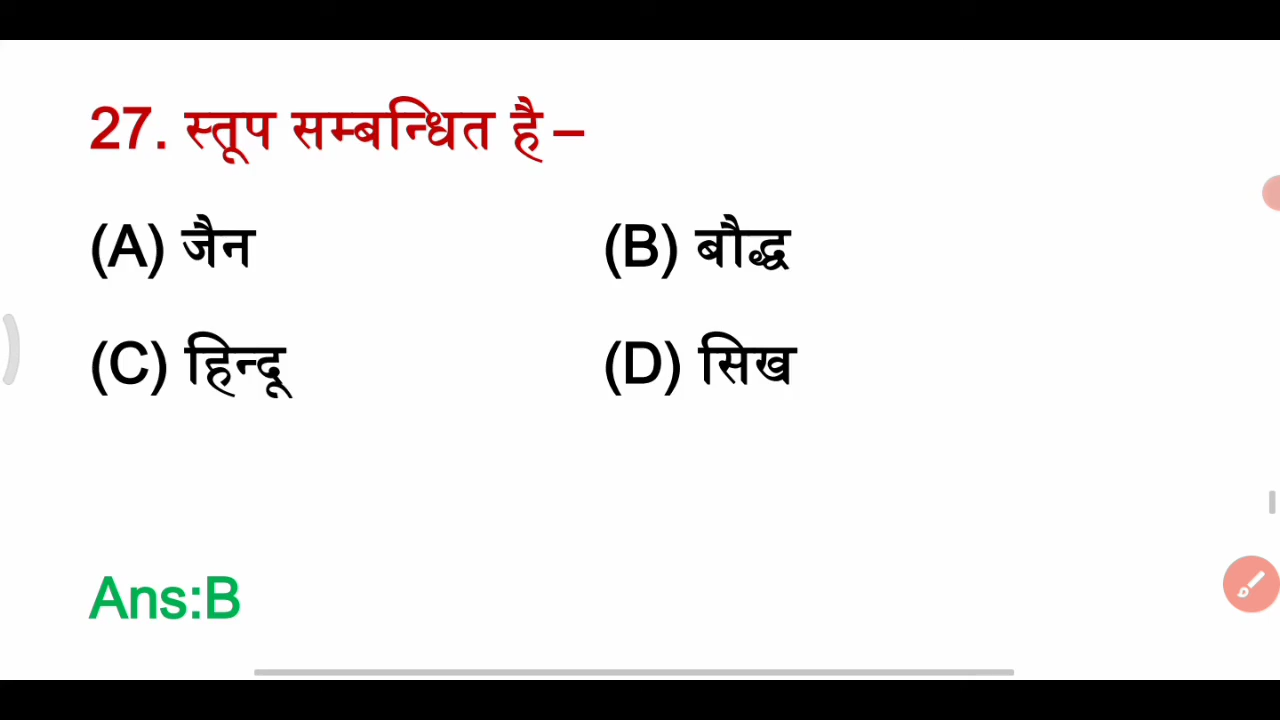 27. स्तूप सम्बन्धित है –
(A) जैन (B) बौद्ध
(C) हिन्दू (D) सिख
Ans:B